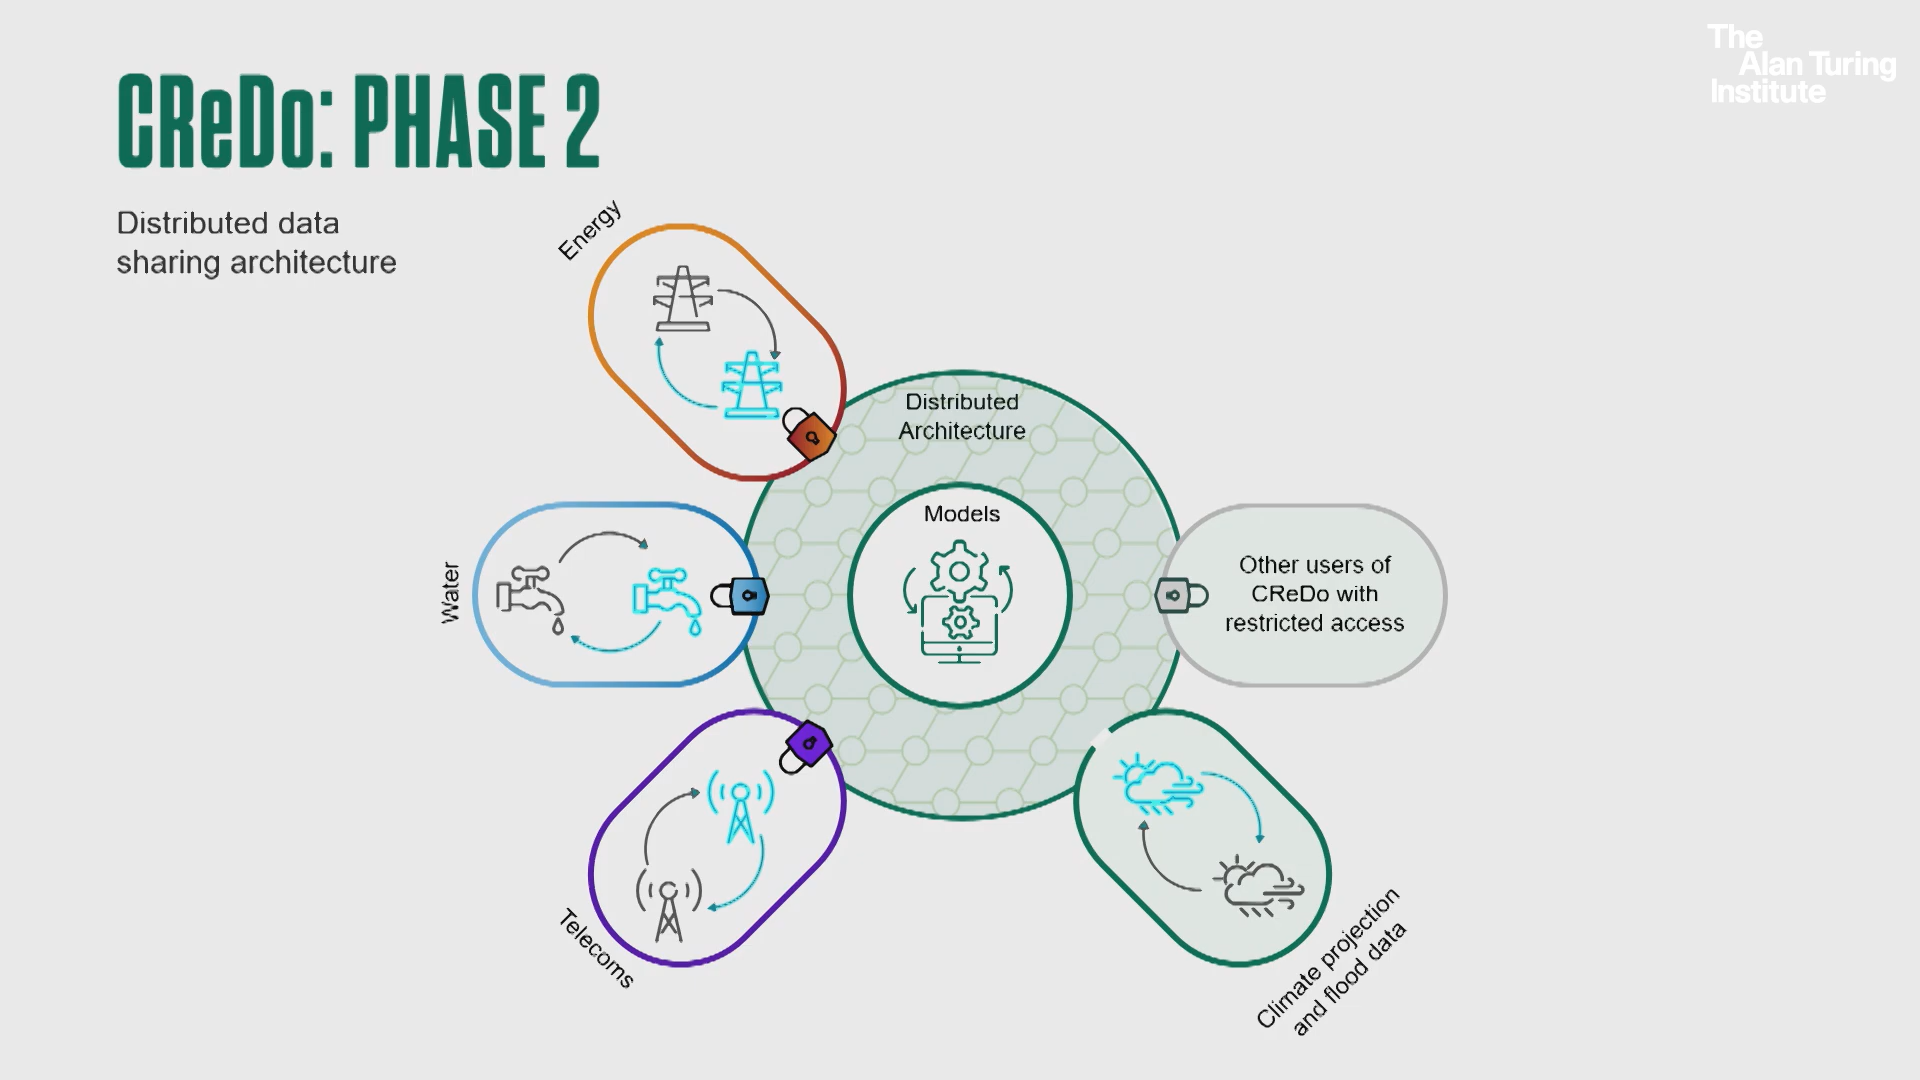 The
Alan Turing
Institute
CReDo: PHASE 2
Distributed data
sharing architecture
Energy
Distributed
Architecture
Models
Water
Other users of
CReDo with
restricted access
Telecoms
Climate projection
and flood data